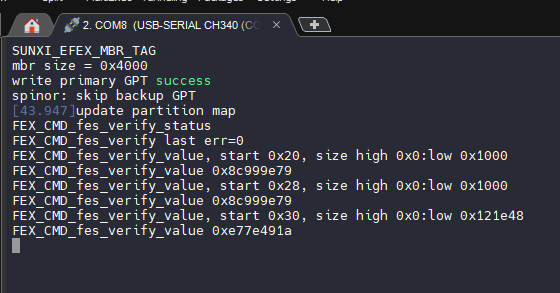 2. COM8 (USB-SERIAL CH340 (CO
SUNXI_EFEX_MBR_TAG
mbr size = 0x4000
write primary GPT success
spinor: skip backup GPT
[43.947]update partition map
FEX_CMD_fes_verify_status
FEX_CMD_fes_verify last err=0
FEX_CMD_fes_verify_value, start 0x20, size high 0x0:low 0x1000
FEX_CMD_fes_verify_value 0x8c999e79
FEX_CMD_fes_verify_value, start 0x28, size high 0x0:low 0x1000
FEX_CMD_fes_verify_value 0x8c999e79
FEX_CMD_fes_verify_value, start 0x30, size high 0x0:low 0x121e48
FEX_CMD_fes_verify_value 0xe77e491a